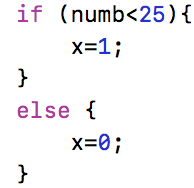 if (numb<25){
    x=1;
}
else {
    x=0;
}